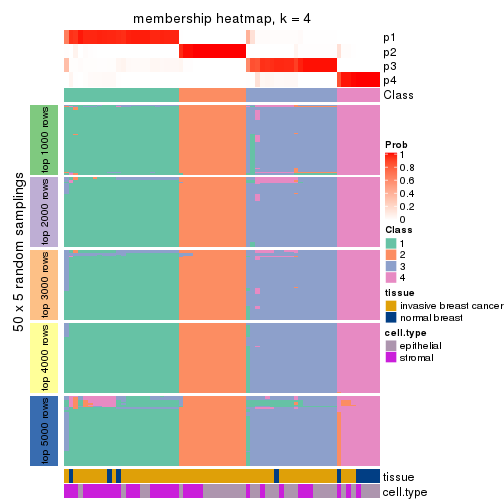 membership heatmap, k = 4
p1
p2
p3
p4
Class
50 x 5 random samplings
top 1000 rows
top 2000 rows
top 3000 rows
top 4000 rows
top 5000 rows
Prob
1
0.8
0.6
0.4
0.2
0
Class
1
2
3
4
tissue
invasive breast cancer
normal breast
cell.type
epithelial
stromal
tissue
cell.type